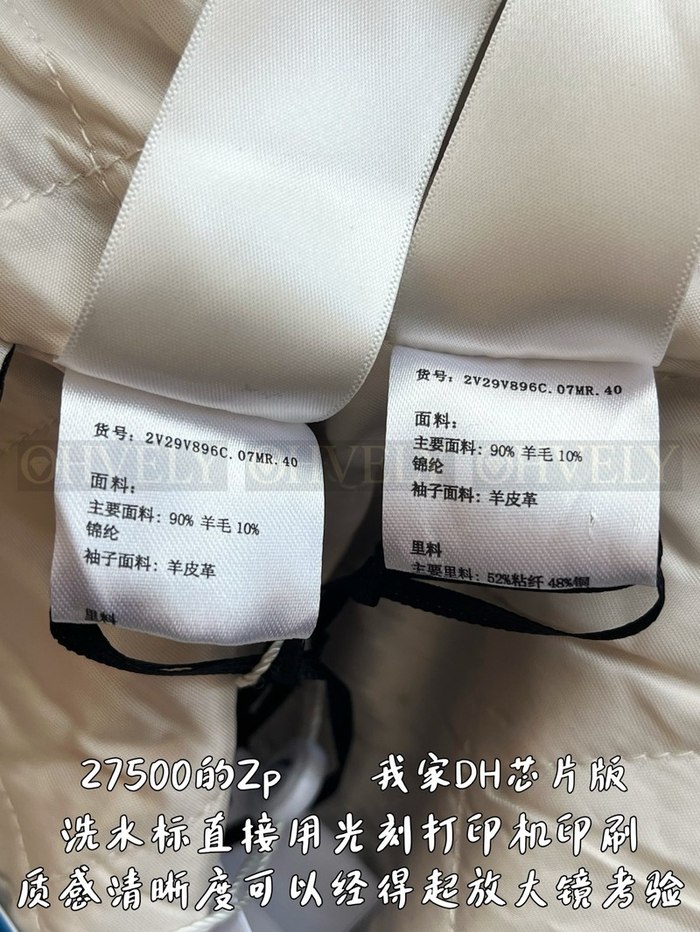 货号: 2V29V896C.07MR.40
面料:
主要面料: 90% 羊毛 10%
锦纶
袖子面料: 羊皮革
里料
货号: 2V29V896C.07MR.40
面料:
主要面料: 90% 羊毛 10%
锦纶
袖子面料: 羊皮革
里料
主要里料: 52%粘纤 48%铜
OHVELY OHVELY OHVELY
27500的Zp 我家DH芯片版
洗水标直接用光刻打印机印刷
质感清晰度可以经得起放大镜考验